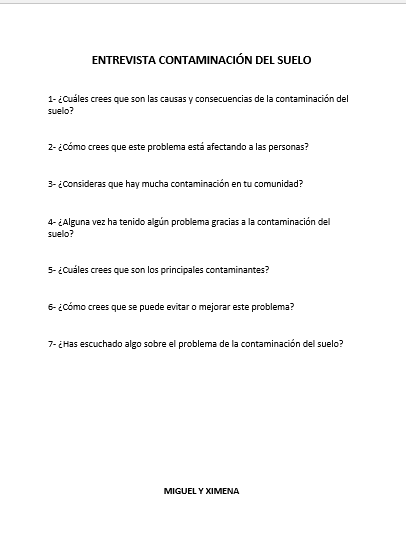 ENTREVISTA CONTAMINACIÓN DEL SUELO
1- ¿Cuáles crees que son las causas y consecuencias de la contaminación del
suelo?
2- ¿Cómo crees que este problema está afectando a las personas?
3- ¿Consideras que hay mucha contaminación en tu comunidad?
4- ¿Alguna vez ha tenido algún problema gracias a la contaminación del
suelo?
5- ¿Cuáles crees que son los principales contaminantes?
6- ¿Cómo crees que se puede evitar o mejorar este problema?
7- ¿Has escuchado algo sobre el problema de la contaminación del suelo?
MIGUEL Y XIMENA